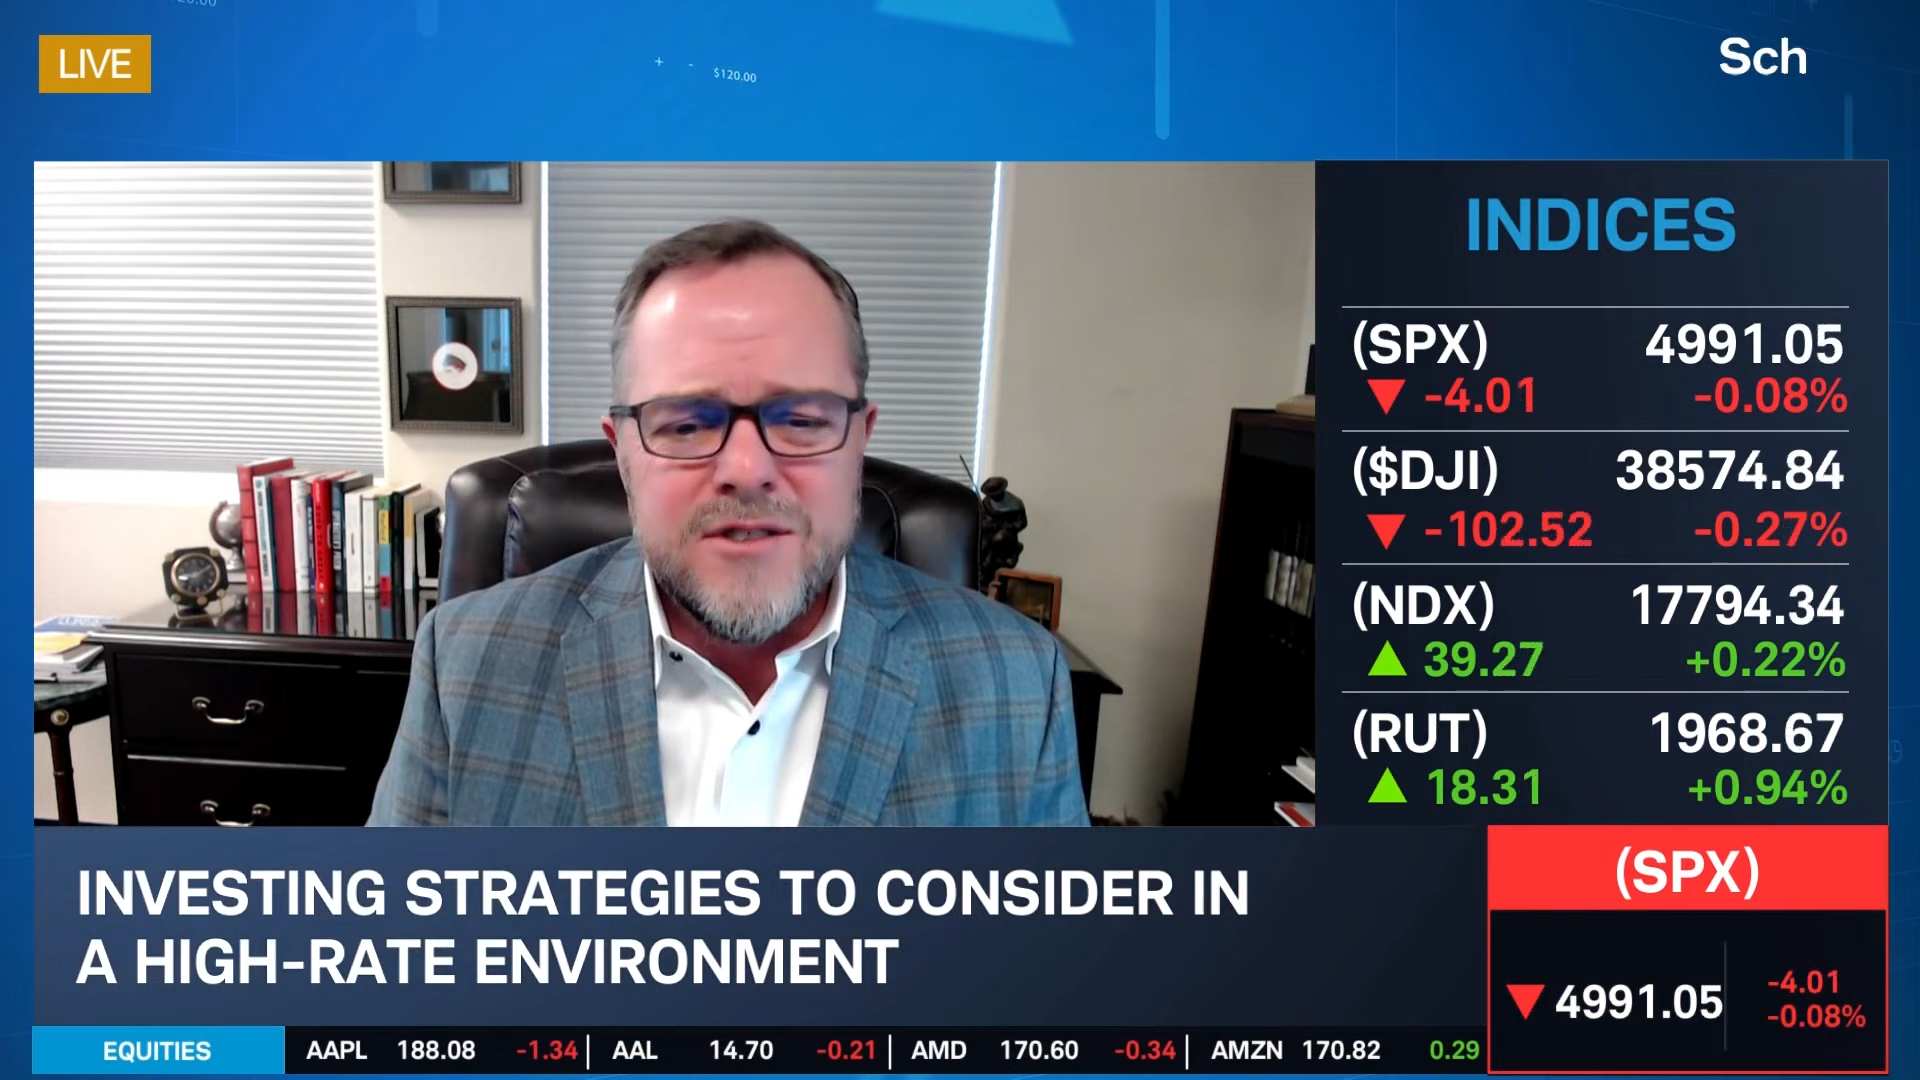 20.00
+ - $120.00
LIVE
Sch
INDICES
(SPX) 4991.05
▼ -4.01 -0.08%
($DJI) 38574.84
▼ -102.52 -0.27%
(NDX) 17794.34
▲ 39.27 +0.22%
(RUT) 1968.67
▲ 18.31 +0.94%
INVESTING STRATEGIES TO CONSIDER IN
A HIGH-RATE ENVIRONMENT
(SPX)
▼ 4991.05 -4.01
-0.08%
EQUITIES AAPL 188.08 -1.34 AAL 14.70 -0.21 AMD 170.60 -0.34 AMZN 170.82 0.29